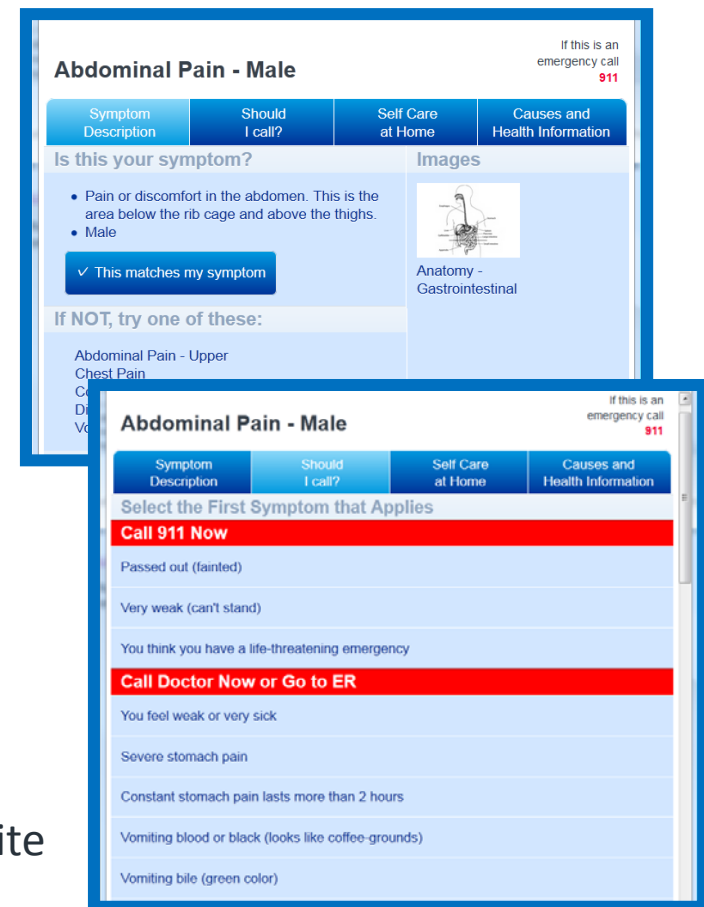 If this is an
emergency call
911
Abdominal Pain - Male
Symptom Description
Should I call?
Self Care at Home
Causes and Health Information
Is this your symptom?
Images
• Pain or discomfort in the abdomen. This is the
area below the rib cage and above the thighs.
• Male
✓ This matches my symptom
Anatomy -
Gastrointestinal
If NOT, try one of these:
Abdominal Pain - Upper
Chest Pain
If this is an
emergency call
911
Abdominal Pain - Male
Symptom Description
Should I call?
Self Care at Home
Causes and Health Information
Select the First Symptom that Applies
Call 911 Now
Passed out (fainted)
Very weak (can't stand)
You think you have a life-threatening emergency
Call Doctor Now or Go to ER
You feel weak or very sick
Severe stomach pain
Constant stomach pain lasts more than 2 hours
Vomiting blood or black (looks like coffee-grounds)
Vomiting bile (green color)